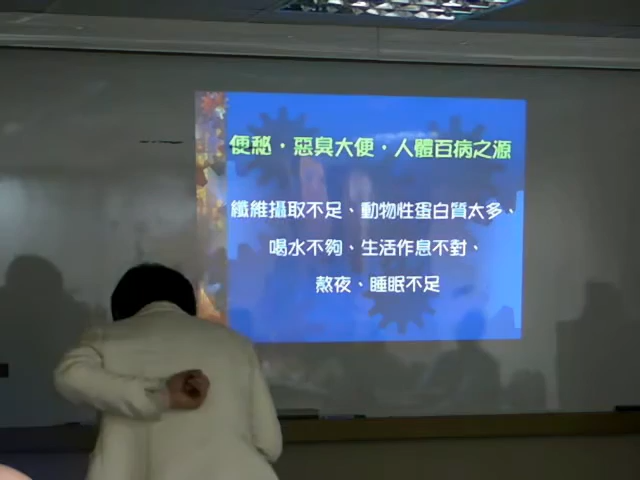 便秘・惡臭大便・人體百病之源
纖維攝取不足、動物性蛋白質太多、
喝水不夠、生活作息不對、
熬夜、睡眠不足